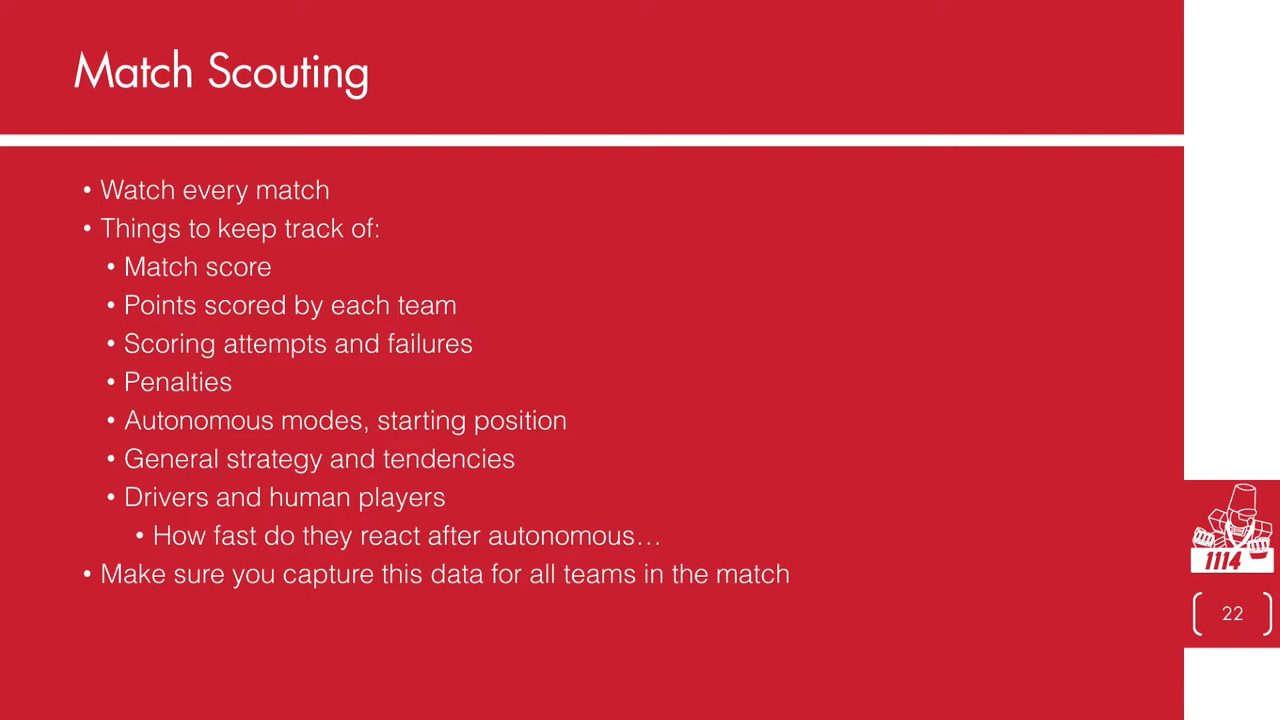 Match Scouting
• Watch every match
• Things to keep track of:
• Match score
• Points scored by each team
• Scoring attempts and failures
• Penalties
• Autonomous modes, starting position
• General strategy and tendencies
• Drivers and human players
• How fast do they react after autonomous…
• Make sure you capture this data for all teams in the match
1114
22